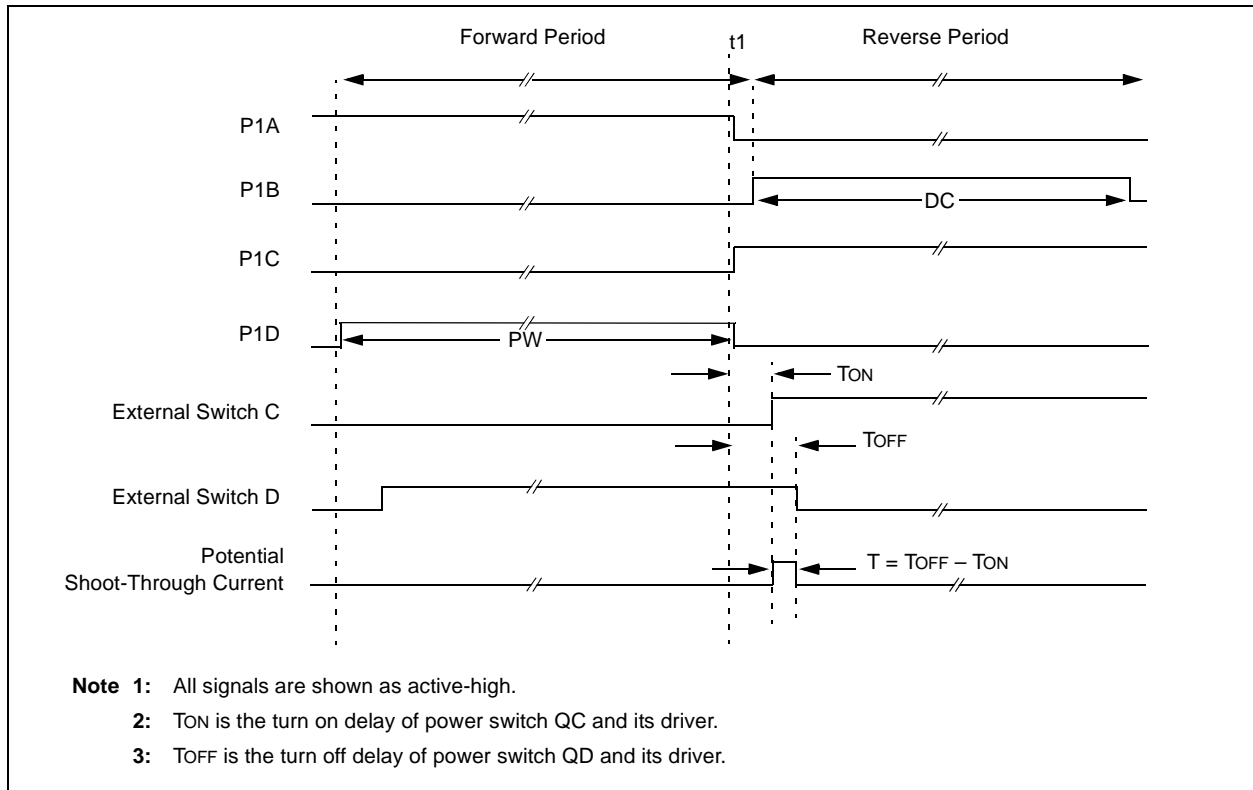 Forward Period
t1
Reverse Period
P1A
P1B
DC
P1C
P1D
PW
TON
External Switch C
TOFF
External Switch D
Potential
Shoot-Through Current
T = TOFF – TON
Note 1: All signals are shown as active-high.
2: TON is the turn on delay of power switch QC and its driver.
3: TOFF is the turn off delay of power switch QD and its driver.